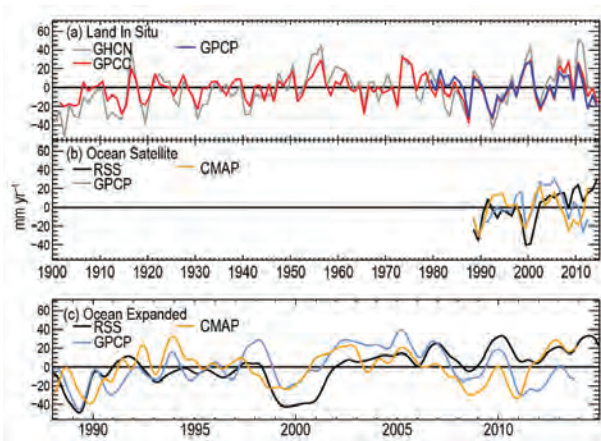 (a) Land In Situ
GHCN GPCP
GPCC
60
40
20
0
-20
-40
(b) Ocean Satellite
RSS CMAP
GPCP
60
40
20
0
-20
-40
mm yr⁻¹
1900 1910 1920 1930 1940 1950 1960 1970 1980 1990 2000 2010
(c) Ocean Expanded
RSS CMAP
GPCP
60
40
20
0
-20
-40
1990 1995 2000 2005 2010